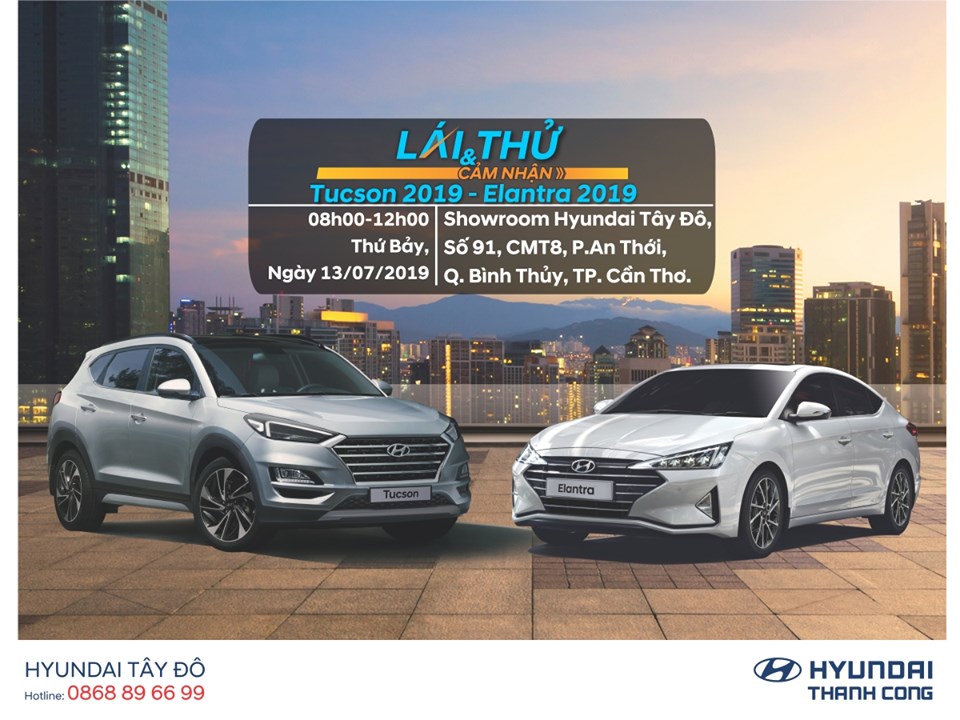 LÁI & THỬ
CẢM NHẬN
Tucson 2019 - Elantra 2019
08h00-12h00
Thứ Bảy,
Ngày 13/07/2019
Showroom Hyundai Tây Đô,
Số 91, CMT8, P.An Thới,
Q. Bình Thủy, TP. Cần Thơ.
Tucson
Elantra
HYUNDAI TÂY ĐÔ
Hotline: 0868 89 66 99
HYUNDAI
THANH CONG